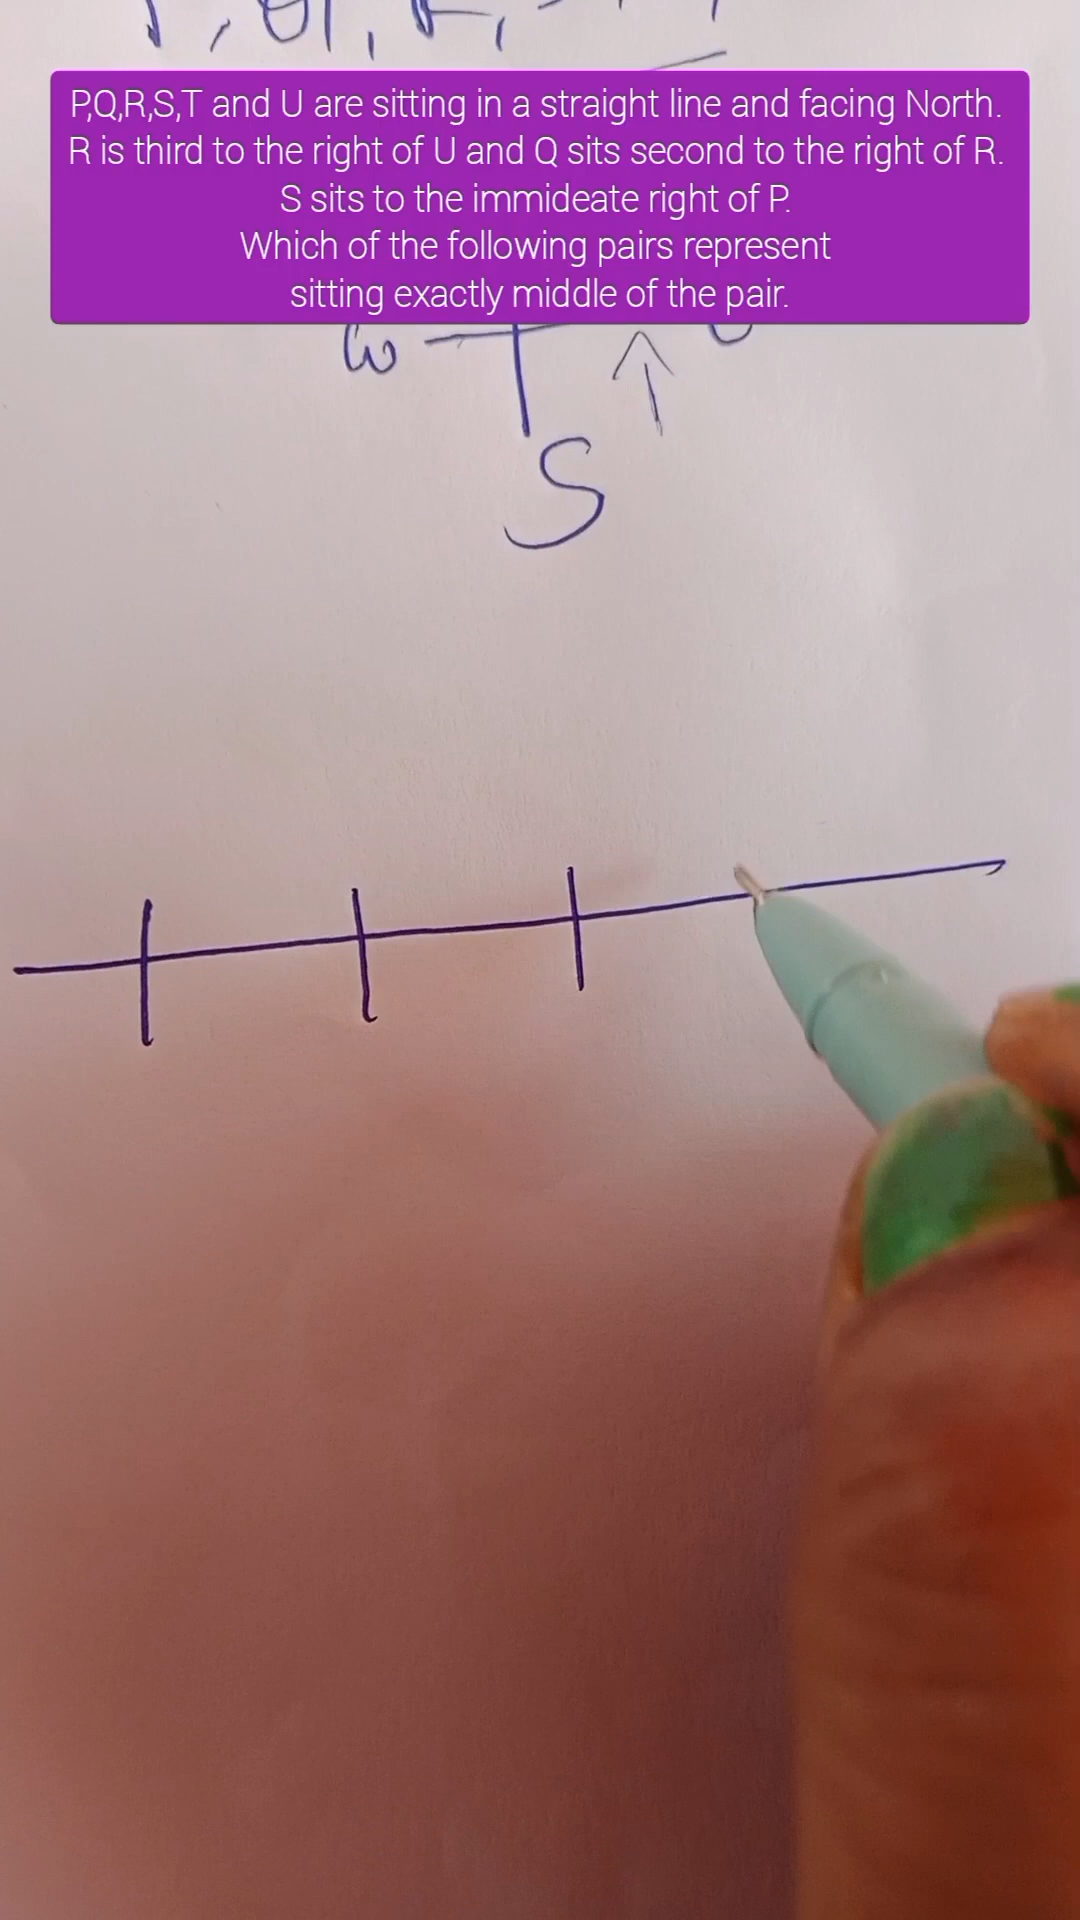 P,Q,R,S,T and U are sitting in a straight line and facing North.
R is third to the right of U and Q sits second to the right of R.
S sits to the immideate right of P.
Which of the following pairs represent
sitting exactly middle of the pair.
W
S